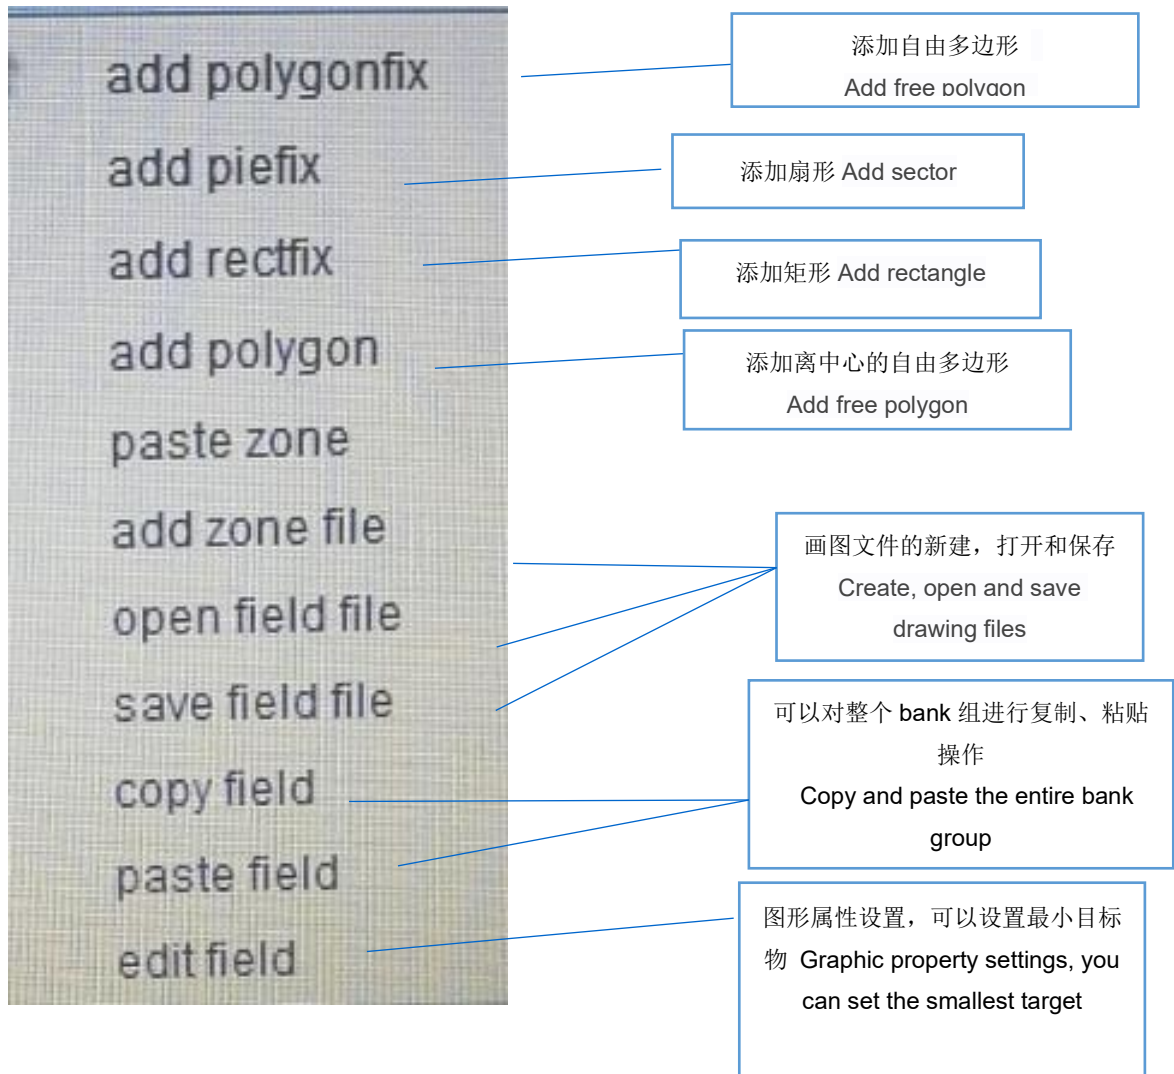 add polygonfix
add piefix
add rectfix
add polygon
paste zone
add zone file
open field file
save field file
copy field
paste field
edit field
添加自由多边形
Add free polygon
添加扇形 Add sector
添加矩形 Add rectangle
添加离中心的自由多边形
Add free polygon
画图文件的新建，打开和保存
Create, open and save
drawing files
可以对整个 bank 组进行复制、粘贴
操作
Copy and paste the entire bank
group
图形属性设置，可以设置最小目标
物 Graphic property settings, you
can set the smallest target